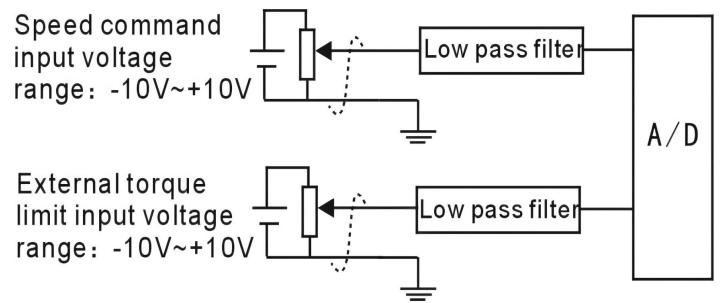 Speed command
input voltage
range：-10V~+10V
Low pass filter
A/D
External torque
limit input voltage
range：-10V~+10V
Low pass filter